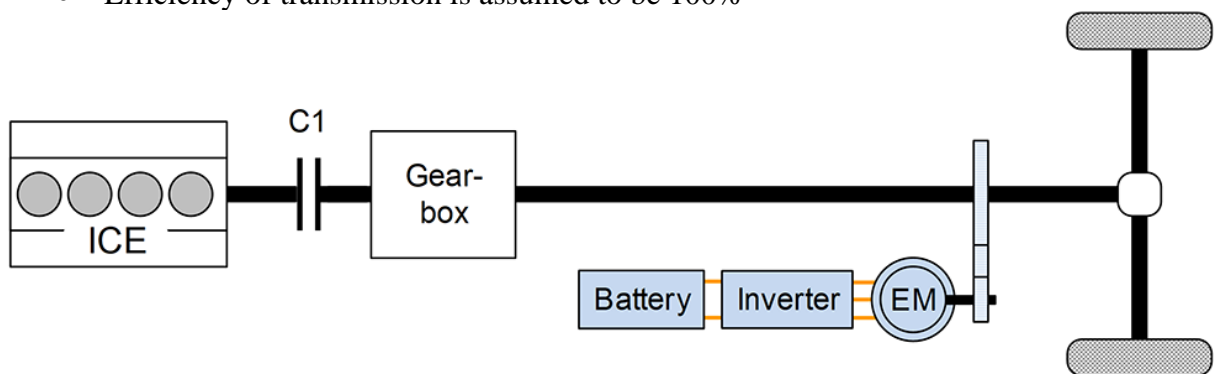 Efficiency of transmission is assumed to be 100%
C1
Gear-
box
ICE
Battery
Inverter
EM